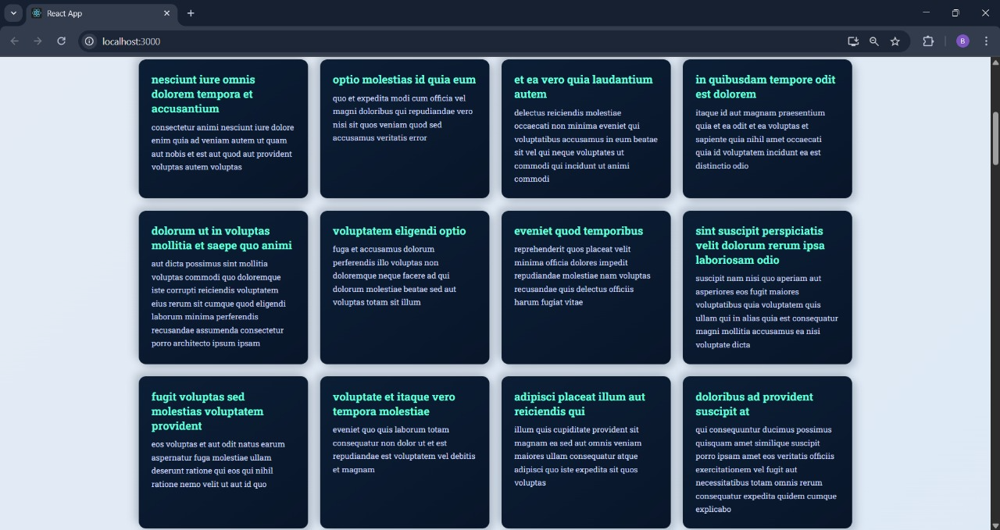 React App
localhost:3000
B
nesciunt iure omnis
dolorem tempora et
accusantium
consectetur animi nesciunt iure dolore
enim quia ad veniam autem ut quam
aut nobis et est aut quod aut provident
voluptas autem voluptas
optio molestias id quia eum
quo et expedita modi cum officia vel
magni doloribus qui repudiandae vero
nisi sit quos veniam quod sed
accusamus veritatis error
et ea vero quia laudantium
autem
delectus reiciendis molestiae
occaecati non minima eveniet qui
voluptatibus accusamus in eum beatae
sit vel qui neque voluptates ut
commodi qui incidunt ut animi
commodi
in quibusdam tempore odit
est dolorem
itaque id aut magnam praesentium
quia et ea odit et ea voluptas et
sapiente quia nihil amet occaecati
quia id voluptatem incidunt ea est
distinctio odio
dolorum ut in voluptas
mollitia et saepe quo animi
aut dicta possimus sint mollitia
voluptas commodi quo doloremque
iste corrupti reiciendis voluptatem
eius rerum sit cumque quod eligendi
laborum minima perferendis
recusandae assumenda consectetur
porro architecto ipsum ipsam
voluptatem eligendi optio
fuga et accusamus dolorum
perferendis illo voluptas non
doloremque neque facere ad qui
dolorum molestiae beatae sed aut
voluptas totam sit illum
eveniet quod temporibus
reprehenderit quos placeat velit
minima officia dolores impedit
repudiandae molestiae nam voluptas
recusandae quis delectus officiis
harum fugiat vitae
sint suscipit perspiciatis
velit dolorum rerum ipsa
laboriosam odio
suscipit nam nisi quo aperiam aut
asperiores eos fugit maiores
voluptatibus quia voluptatem quis
ullam qui in alias quia est consequatur
magni mollitia accusamus ea nisi
voluptate dicta
fugit voluptas sed
molestias voluptatem
provident
eos voluptas et aut odit natus earum
aspernatur fuga molestiae ullam
deserunt ratione qui eos qui nihil
ratione nemo velit ut aut id quo
voluptate et itaque vero
tempora molestiae
eveniet quo quis laborum totam
consequatur non dolor ut et est
repudiandae est voluptatem vel debitis
et magnam
adipisci placeat illum aut
reiciendis qui
illum quis cupiditate provident sit
magnam ea sed aut omnis veniam
maiores ullam consequatur atque
adipisci quo iste expedita sit quos
voluptas
doloribus ad provident
suscipit at
qui consequuntur ducimus possimus
quisquam amet similique suscipit
porro ipsam amet eos veritatis officiis
exercitationem vel fugit aut
necessitatibus totam omnis rerum
consequatur expedita quidem cumque
explicabo